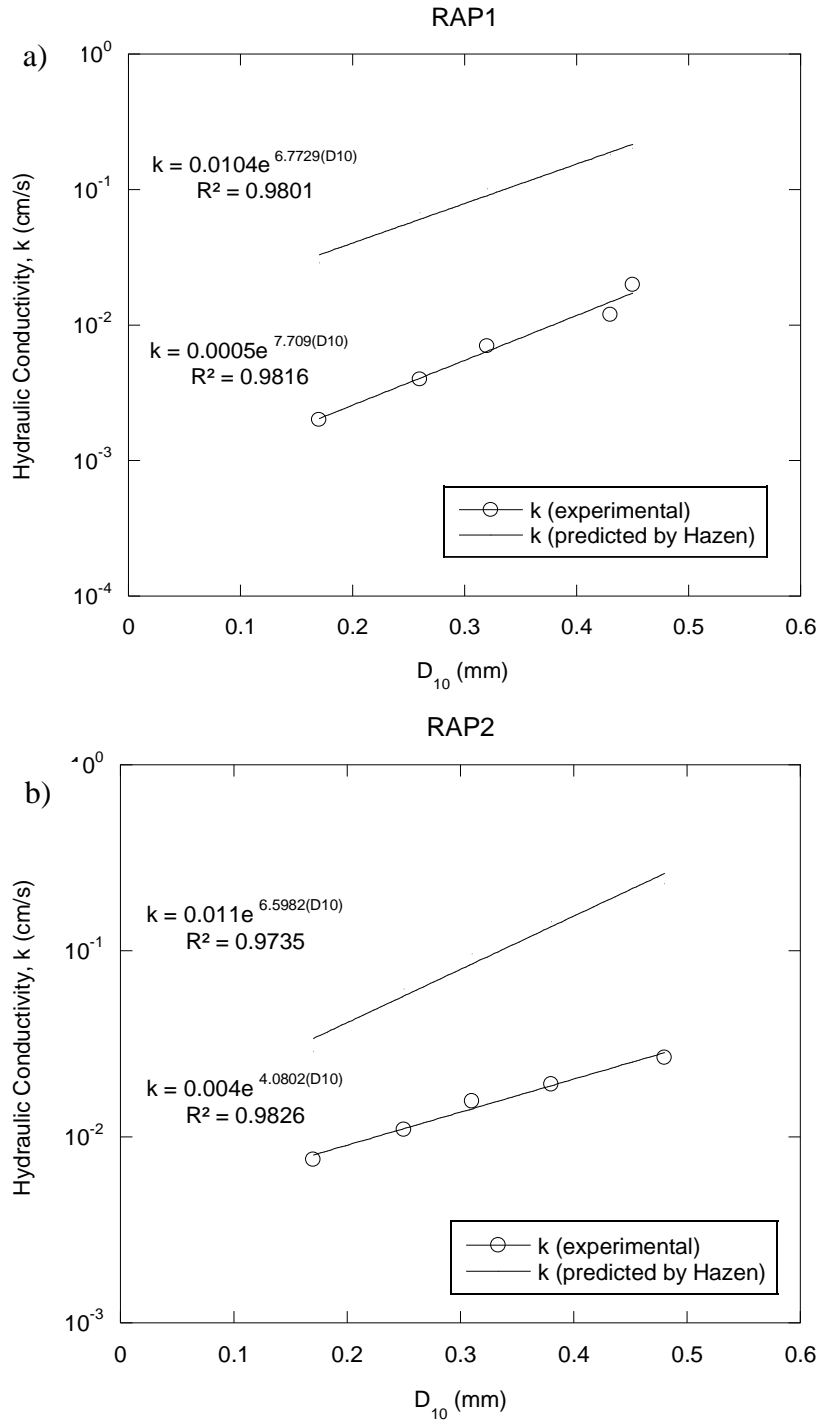 RAP1
a)
10^0
k = 0.0104e^6.7729(D10)
R² = 0.9801
10^-1
10^-2
k = 0.0005e^7.709(D10)
R² = 0.9816
10^-3
k (experimental)
k (predicted by Hazen)
10^-4
Hydraulic Conductivity, k (cm/s)
0 0.1 0.2 0.3 0.4 0.5 0.6
D_10 (mm)
RAP2
b)
10^0
k = 0.011e^6.5982(D10)
R² = 0.9735
10^-1
k = 0.004e^4.0802(D10)
R² = 0.9826
10^-2
k (experimental)
k (predicted by Hazen)
10^-3
Hydraulic Conductivity, k (cm/s)
0 0.1 0.2 0.3 0.4 0.5 0.6
D_10 (mm)